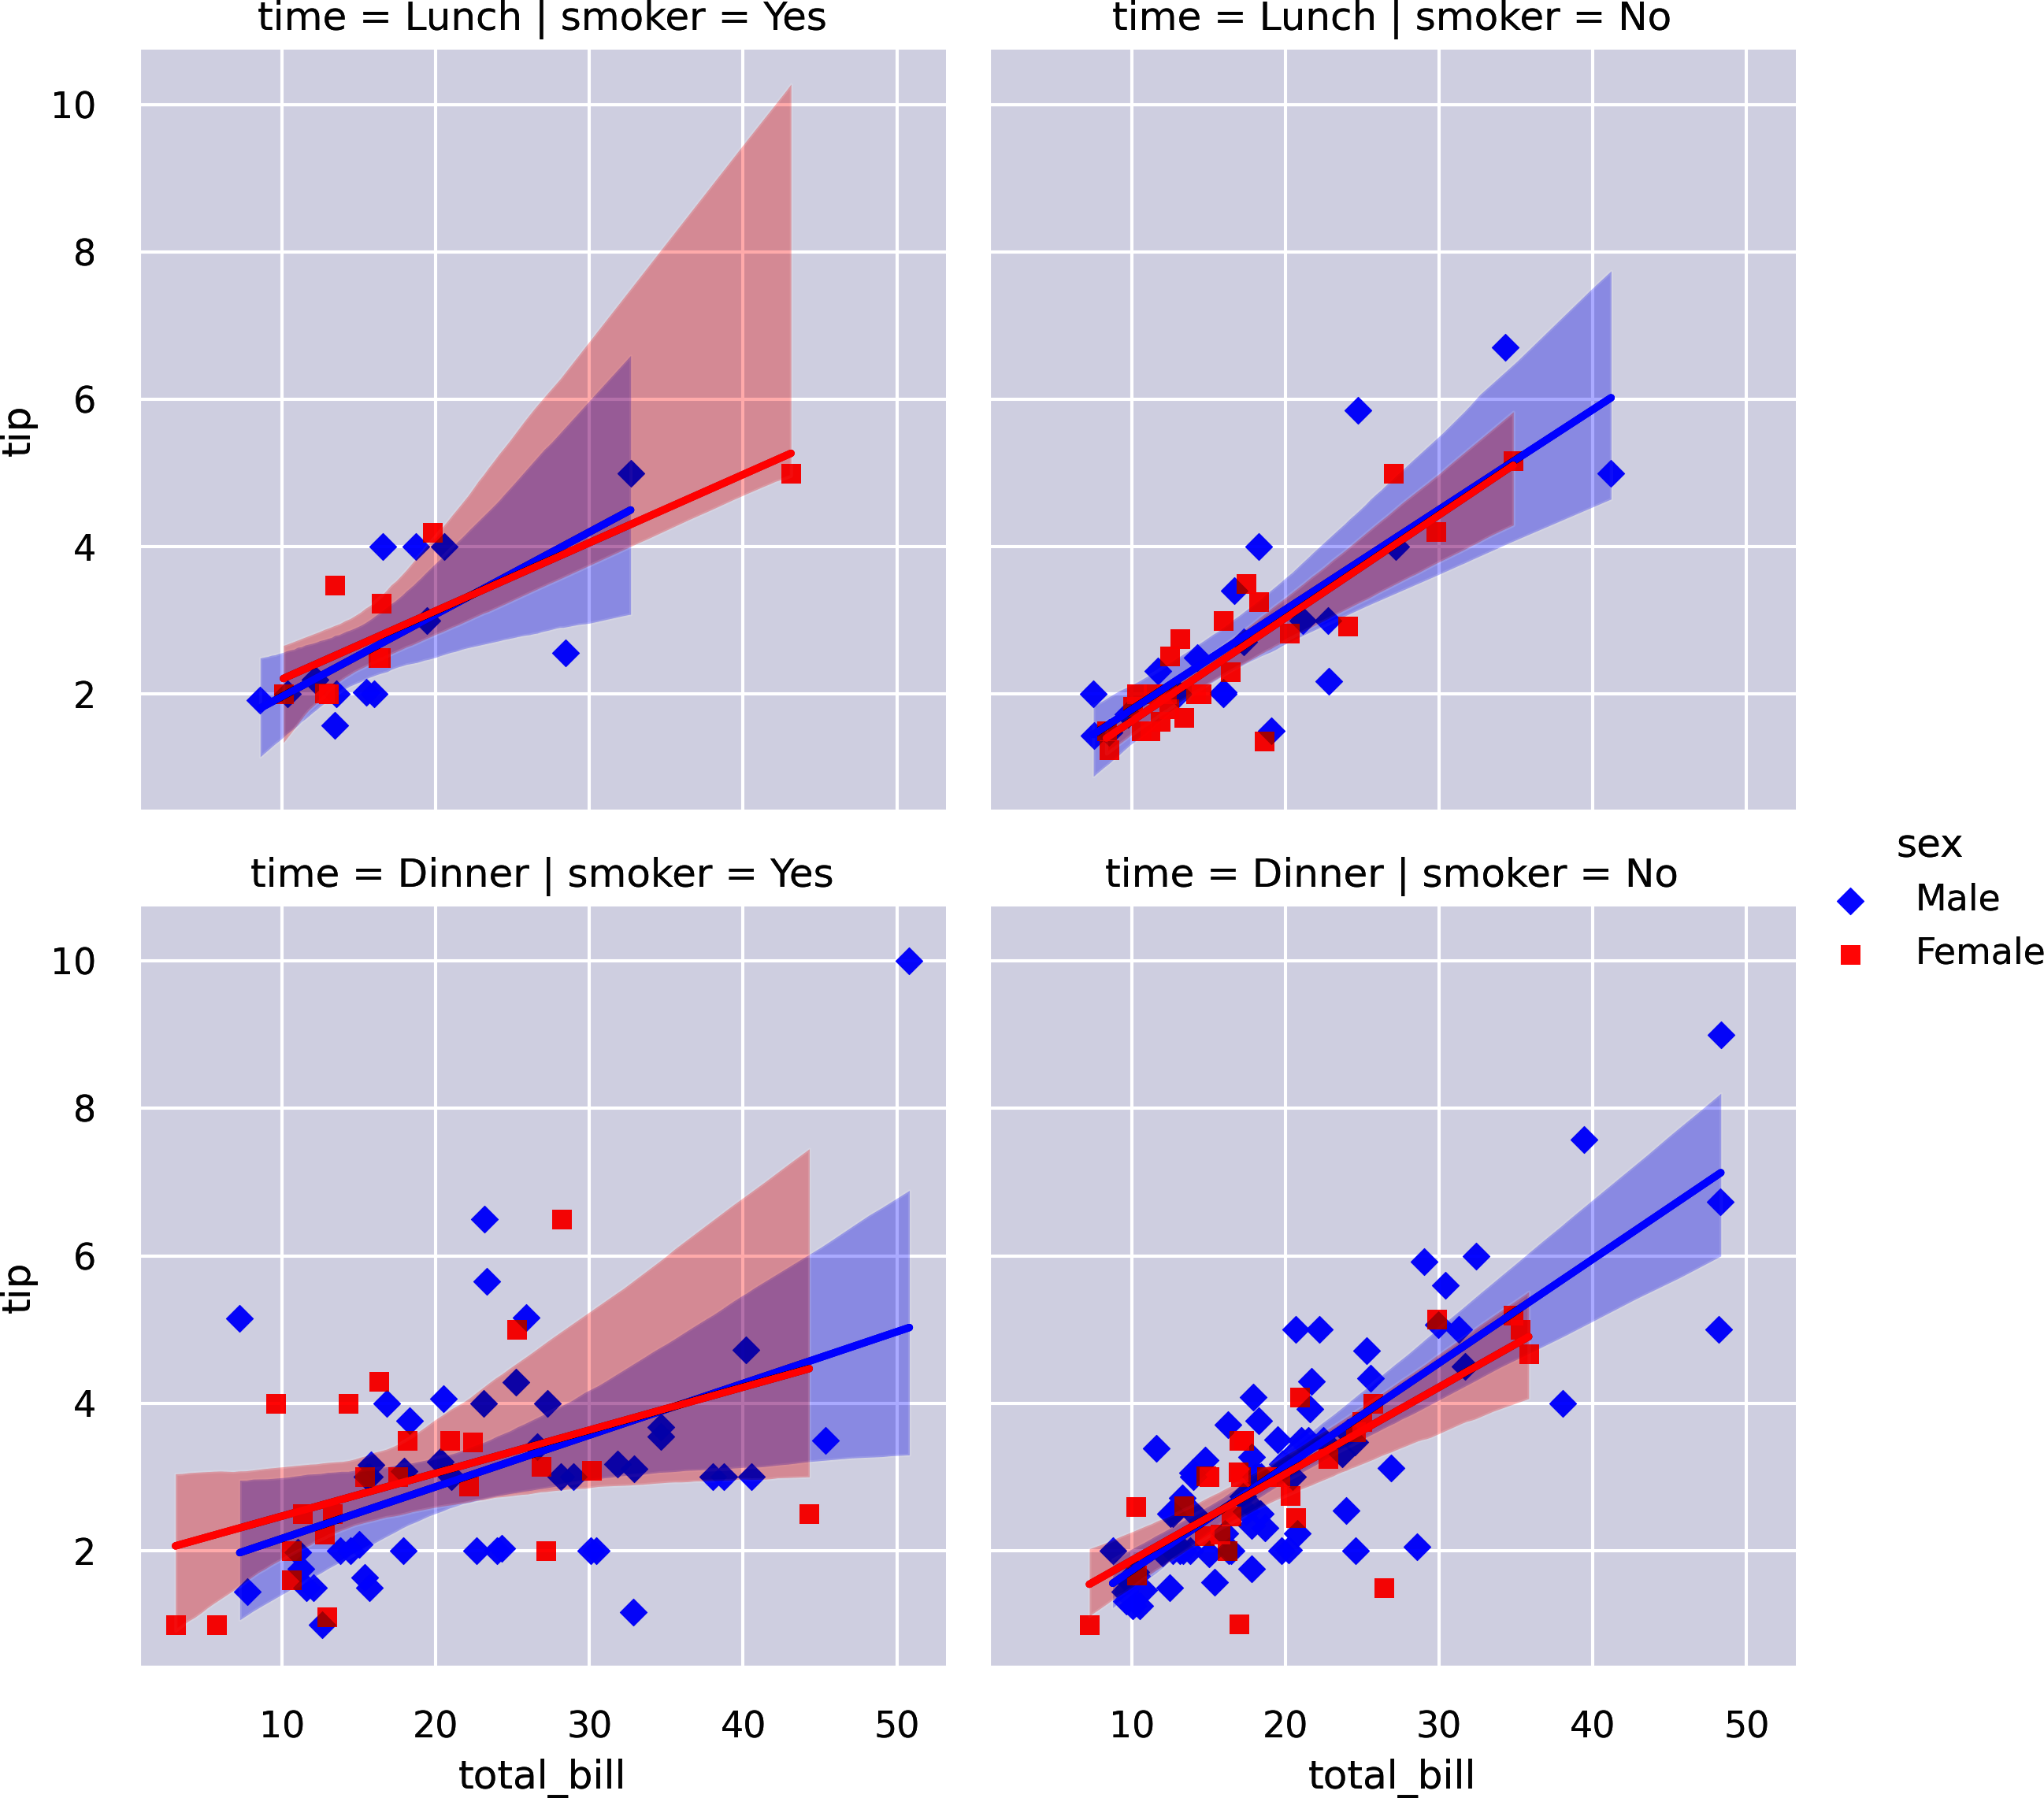 time = Lunch | smoker = Yes
time = Lunch | smoker = No
10
8
6
4
2
tip
time = Dinner | smoker = Yes
time = Dinner | smoker = No
sex
Male
Female
10
8
6
4
2
tip
10 20 30 40 50
10 20 30 40 50
total_bill
total_bill